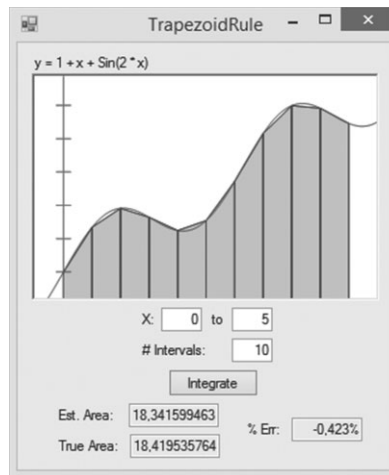 TrapezoidRule
y = 1 + x + Sin(2 * x)
X: 0 to 5
# Intervals: 10
Integrate
Est. Area: 18,341599463
True Area: 18,419535764
% Err: -0,423%